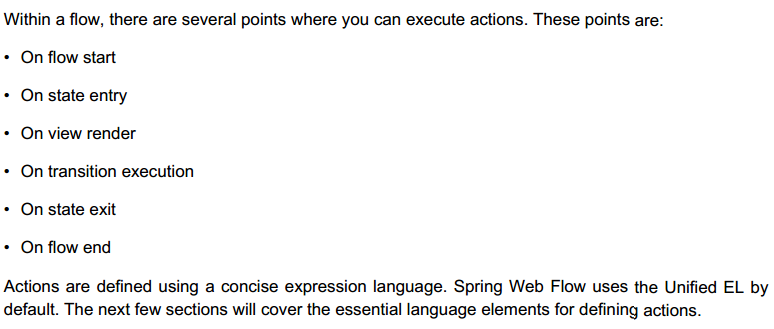 Within a flow, there are several points where you can execute actions. These points are:
• On flow start
• On state entry
• On view render
• On transition execution
• On state exit
• On flow end
Actions are defined using a concise expression language. Spring Web Flow uses the Unified EL by
default. The next few sections will cover the essential language elements for defining actions.